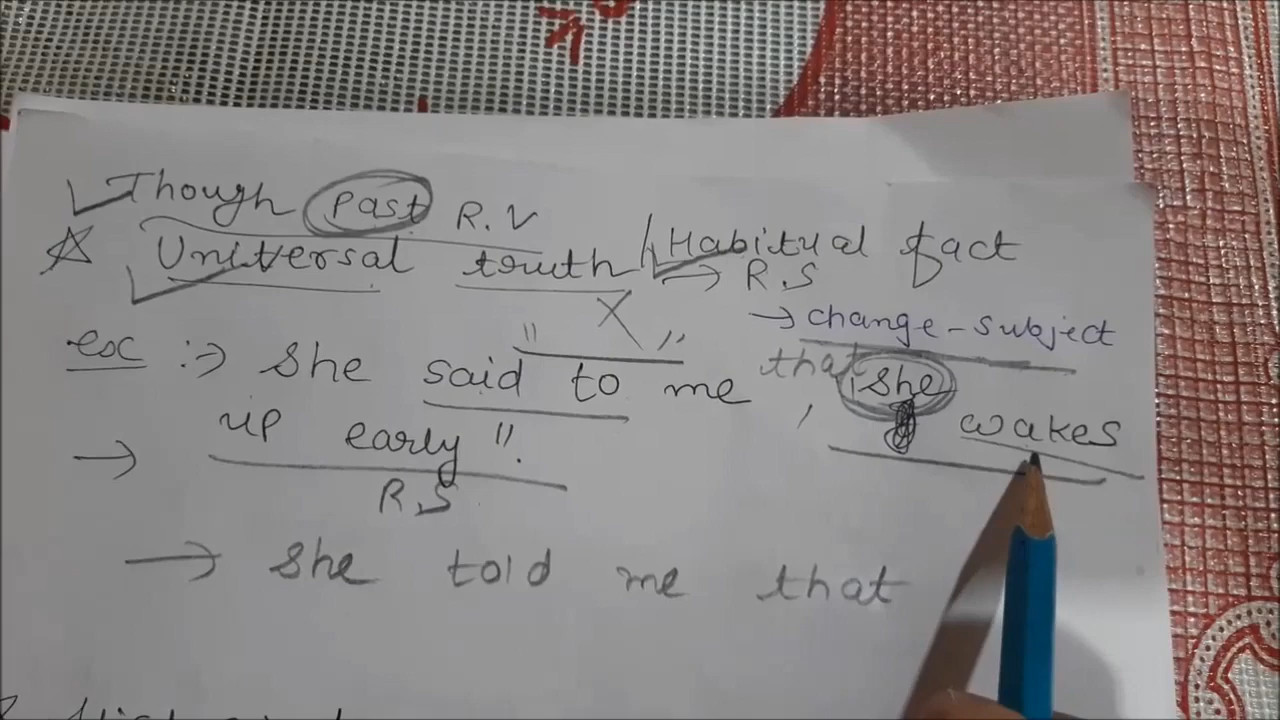 Though Past R.V
Universal truth / Habitual fact
→ R.S
X → change-subject
ex :-) She said to me that, "She wakes
→ up early".
R.S
→ She told me that